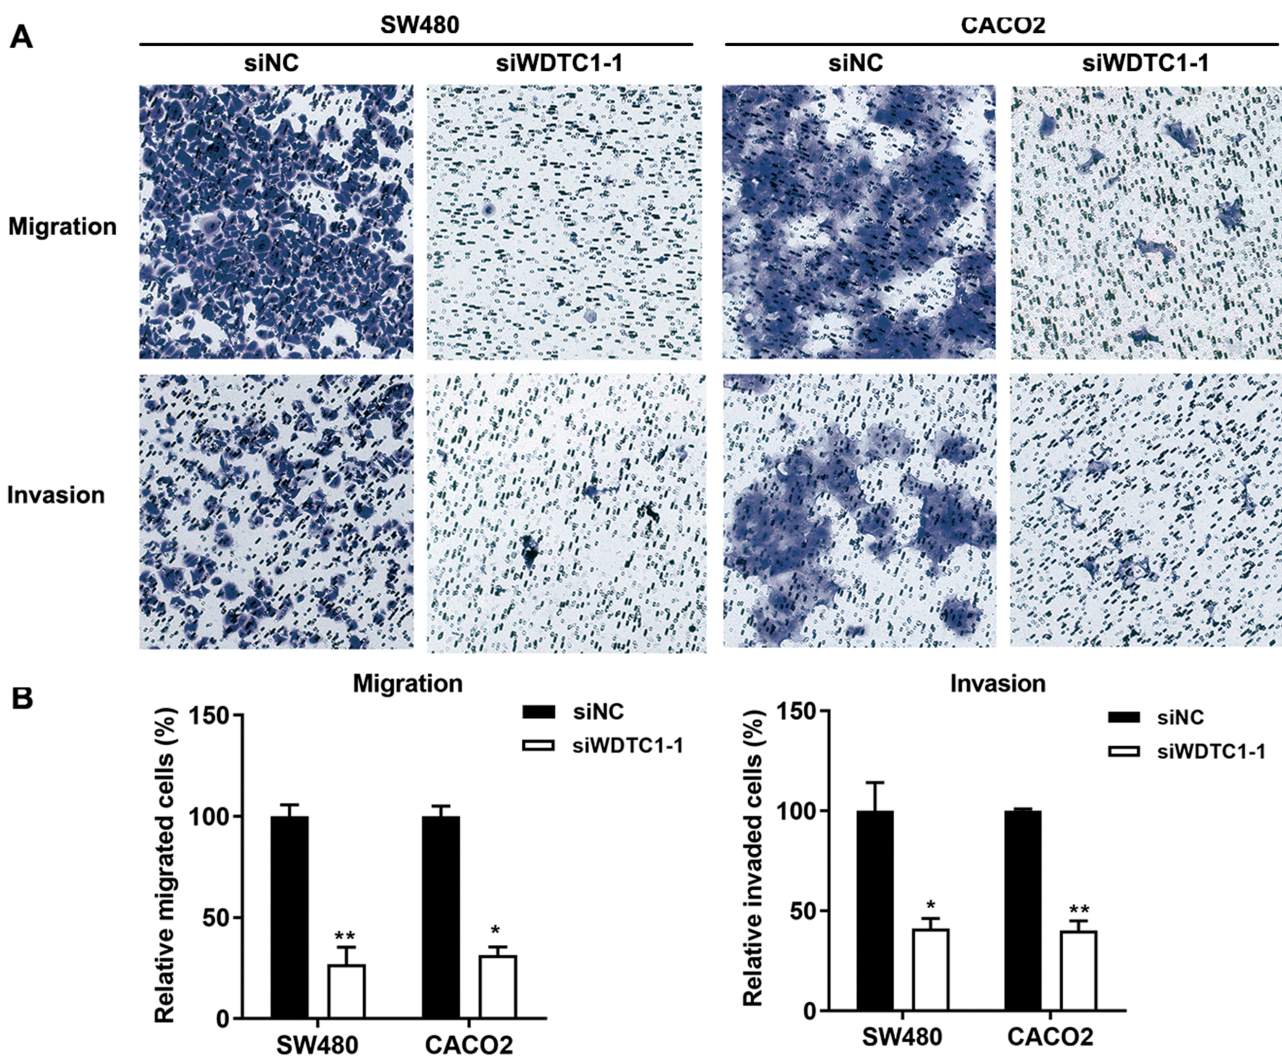 A
SW480
CACO2
siNC
siWDTC1-1
siNC
siWDTC1-1
Migration
Invasion
B
Migration
Relative migrated cells (%)
150
100
50
0
**
*
SW480
CACO2
siNC
siWDTC1-1
Invasion
Relative invaded cells (%)
150
100
50
0
*
**
SW480
CACO2
siNC
siWDTC1-1